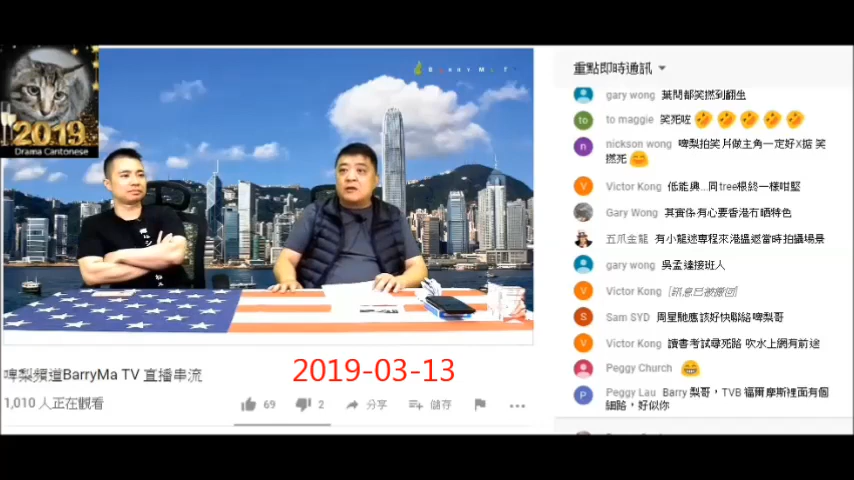 2019
Drama Cantonese
BARRYMA TV
啤梨頻道BarryMa TV 直播串流
2019-03-13
1,010 人正在觀看
69
2
分享
儲存
重點即時通訊
gary wong 葉問都笑撚到翻生
to maggie 笑死咗
nickson wong 啤梨拍笑片做主角一定好X掂 笑
撚死
Victor Kong 低能興...同tree根終一樣咁堅
Gary Wong 其實係有心要香港冇晒特色
五爪金龍 有小龍迷專程來港搵返當時拍攝場景
gary wong 吳孟達接班人
Victor Kong [訊息已被撤回]
Sam SYD 周星馳應該好快聯絡啤梨哥
Victor Kong 讀書考試尋死路 吹水上網有前途
Peggy Church
Peggy Lau Barry 梨哥，TVB 福爾摩斯裡面有個
細路，好似你